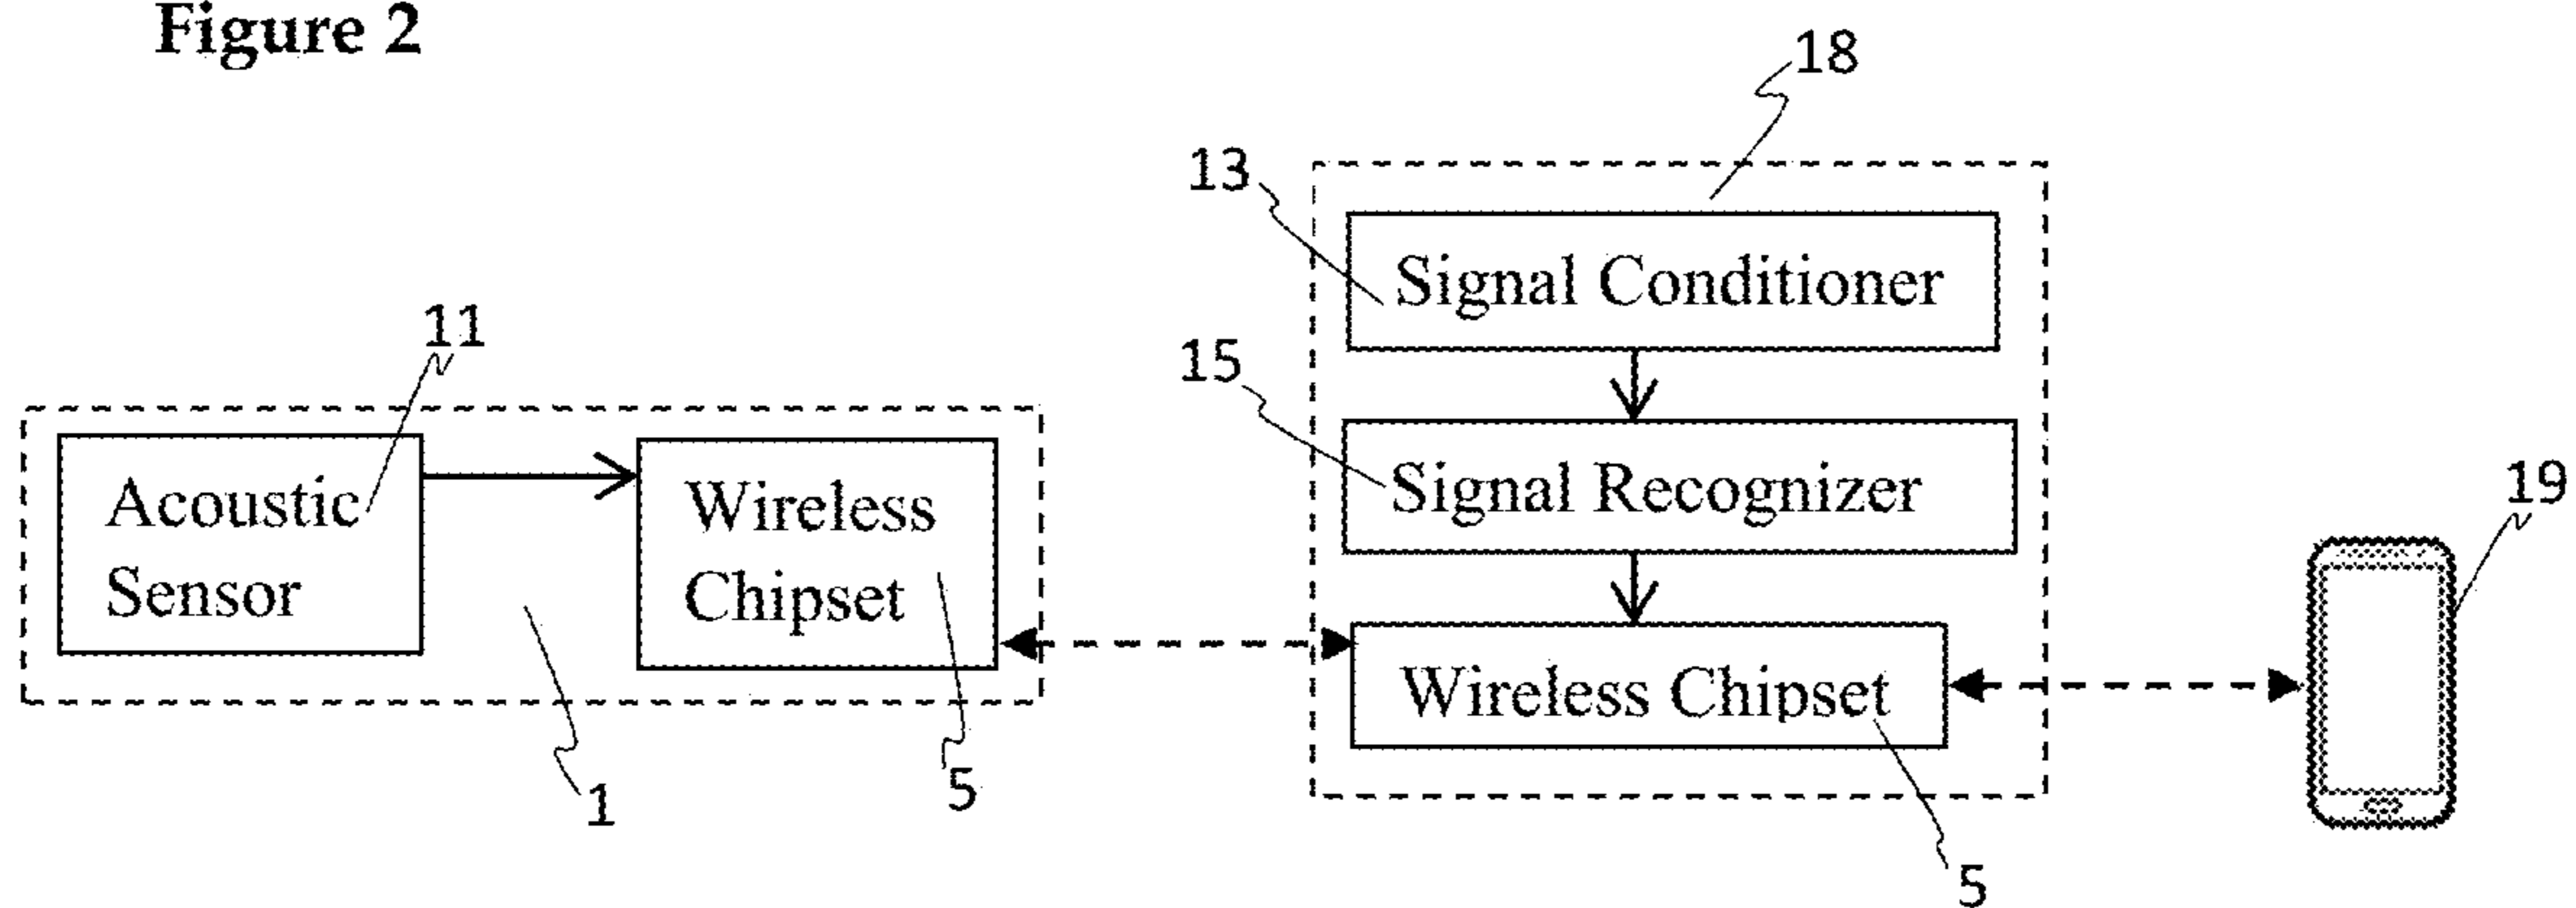 Figure 2
18
13
Signal Conditioner
11
15
Acoustic
Sensor
Wireless
Chipset
Signal Recognizer
19
Wireless Chipset
5
1
5